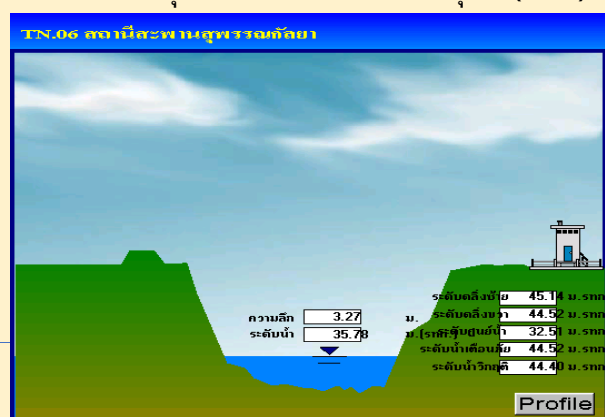 TN.06 สถานีสะพานสุพรรณกัลยา
ความลึก 3.27 ม.
ระดับน้ำ 35.78 ม.(รทก.)
ระดับตลิ่งซ้าย 45.14 ม.รทก
ระดับตลิ่งขวา 44.52 ม.รทก
ระดับศูนย์น้ำ 32.51 ม.รทก
ระดับน้ำเตือนภัย 44.52 ม.รทก
ระดับน้ำวิกฤติ 44.40 ม.รทก
Profile